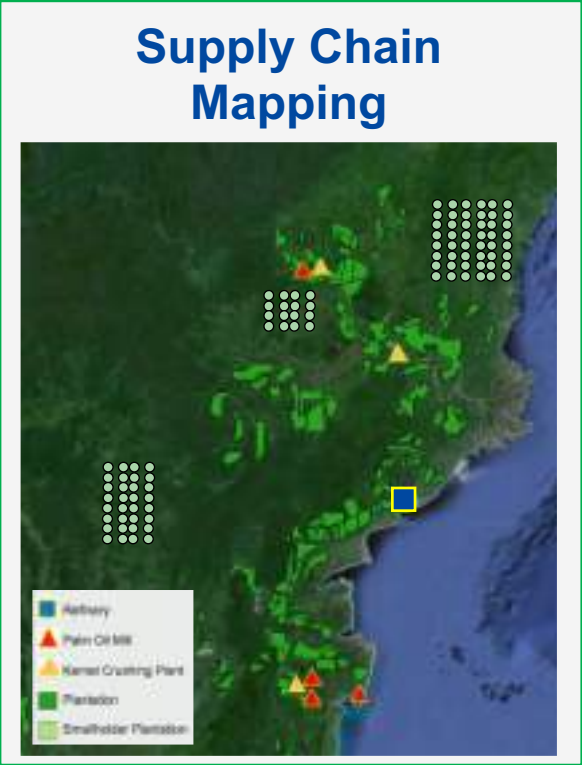 Supply Chain
Mapping
Refinery
Palm Oil Mill
Kernel Crushing Plant
Plantation
Smallholder Plantation